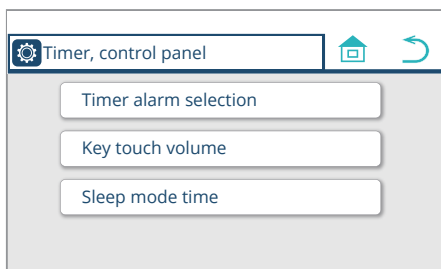 Timer, control panel
Timer alarm selection
Key touch volume
Sleep mode time